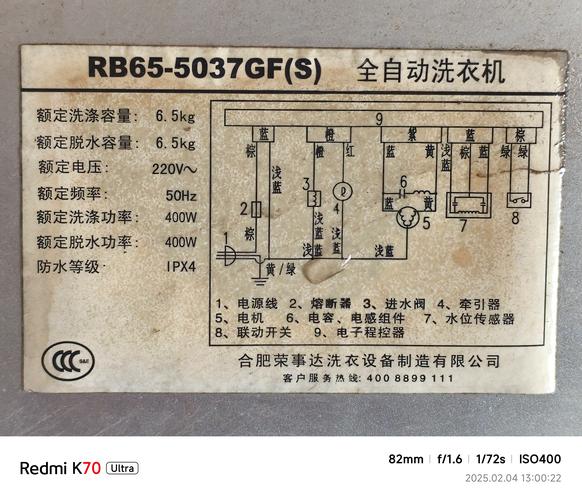 RB65-5037GF(S) 全自动洗衣机
额定洗涤容量: 6.5kg
额定脱水容量: 6.5kg
额定电压: 220V～
额定频率: 50Hz
额定洗涤功率: 400W
额定脱水功率: 400W
防水等级: IPX4
9
蓝 橙 紫 蓝 棕
棕 浅蓝 橙 红 蓝 黄 浅蓝 棕 蓝 绿 绿
2 3 4 6 5 7 8
蓝 黄
棕 浅蓝 浅蓝 浅蓝
1 黄/绿
1、电源线 2、熔断器 3、进水阀 4、牵引器
5、电机 6、电容、电感组件 7、水位传感器
8、联动开关 9、电子程控器
CCC S&E
合肥荣事达洗衣设备制造有限公司
客户服务热线: 400 8899 111
Redmi K70 Ultra
82mm f/1.6 1/72s ISO400
2025.02.04 13:00:22